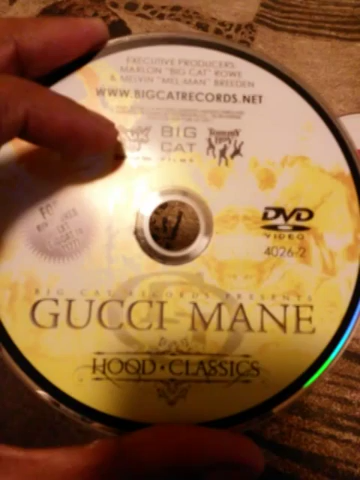 EXECUTIVE PRODUCERS
MARLON "BIG CAT" ROWE
& MELVIN "MEL-MAN" BREEDEN
WWW.BIGCATRECORDS.NET
BIG
CAT
FILMS
DVD
VIDEO
4026-2
BIG CAT RECORDS PRESENTS
GUCCI MANE
HOOD • CLASSICS